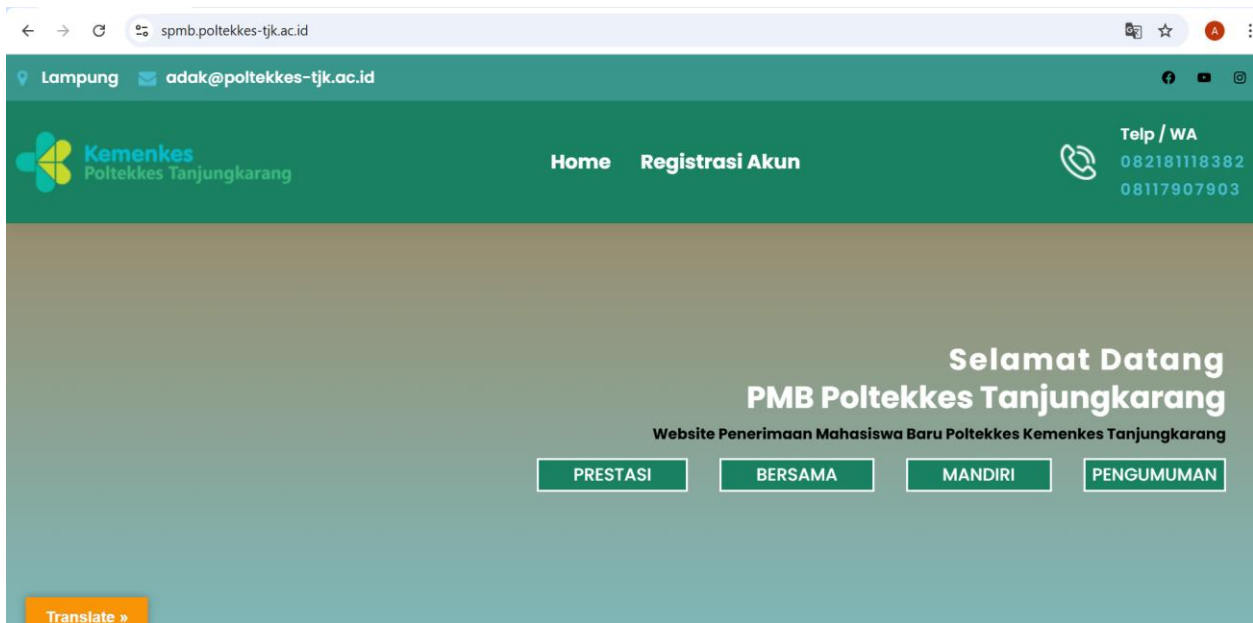 spmb.poltekkes-tjk.ac.id
A
Lampung adak@poltekkes-tjk.ac.id
Kemenkes
Poltekkes Tanjungkarang
Home Registrasi Akun
Telp / WA
082181118382
08117907903
Selamat Datang
PMB Poltekkes Tanjungkarang
Website Penerimaan Mahasiswa Baru Poltekkes Kemenkes Tanjungkarang
PRESTASI BERSAMA MANDIRI PENGUMUMAN
Translate »